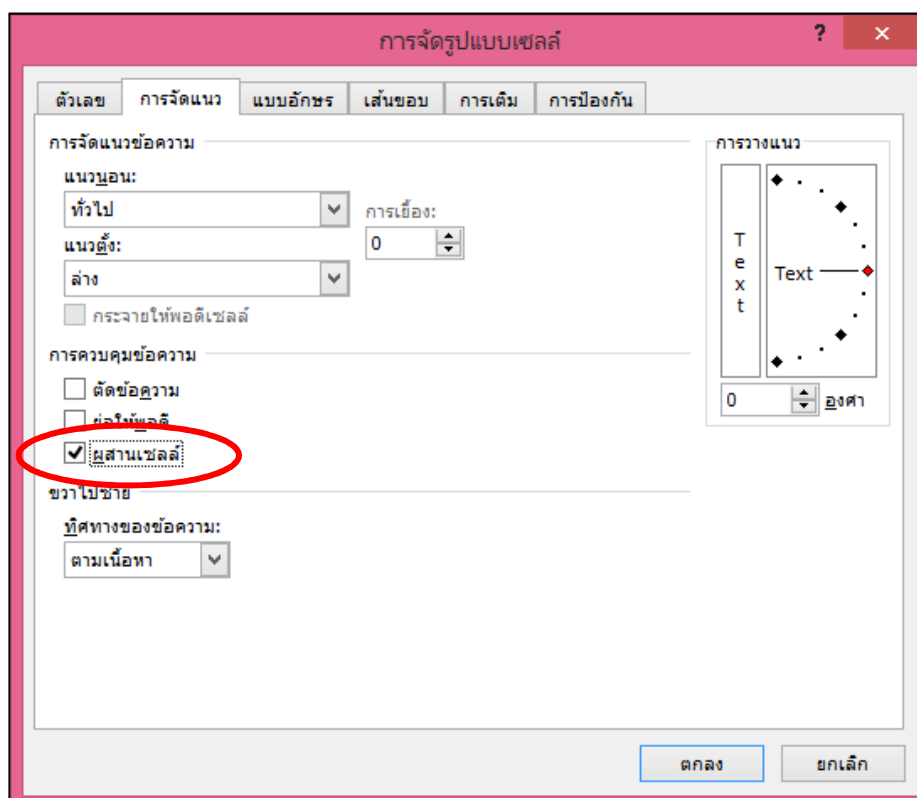 การจัดรูปแบบเซลล์
ตัวเลข การจัดแนว แบบอักษร เส้นขอบ การเติม การป้องกัน
การจัดแนวข้อความ
แนวนอน:
ทั่วไป
การเยื้อง:
0
แนวตั้ง:
ล่าง
กระจายให้พอดีเซลล์
การควบคุมข้อความ
ตัดข้อความ
ย่อให้พอดี
ผสานเซลล์
ขวาไปซ้าย
ทิศทางของข้อความ:
ตามเนื้อหา
การวางแนว
Text
Text
0 องศา
ตกลง ยกเลิก